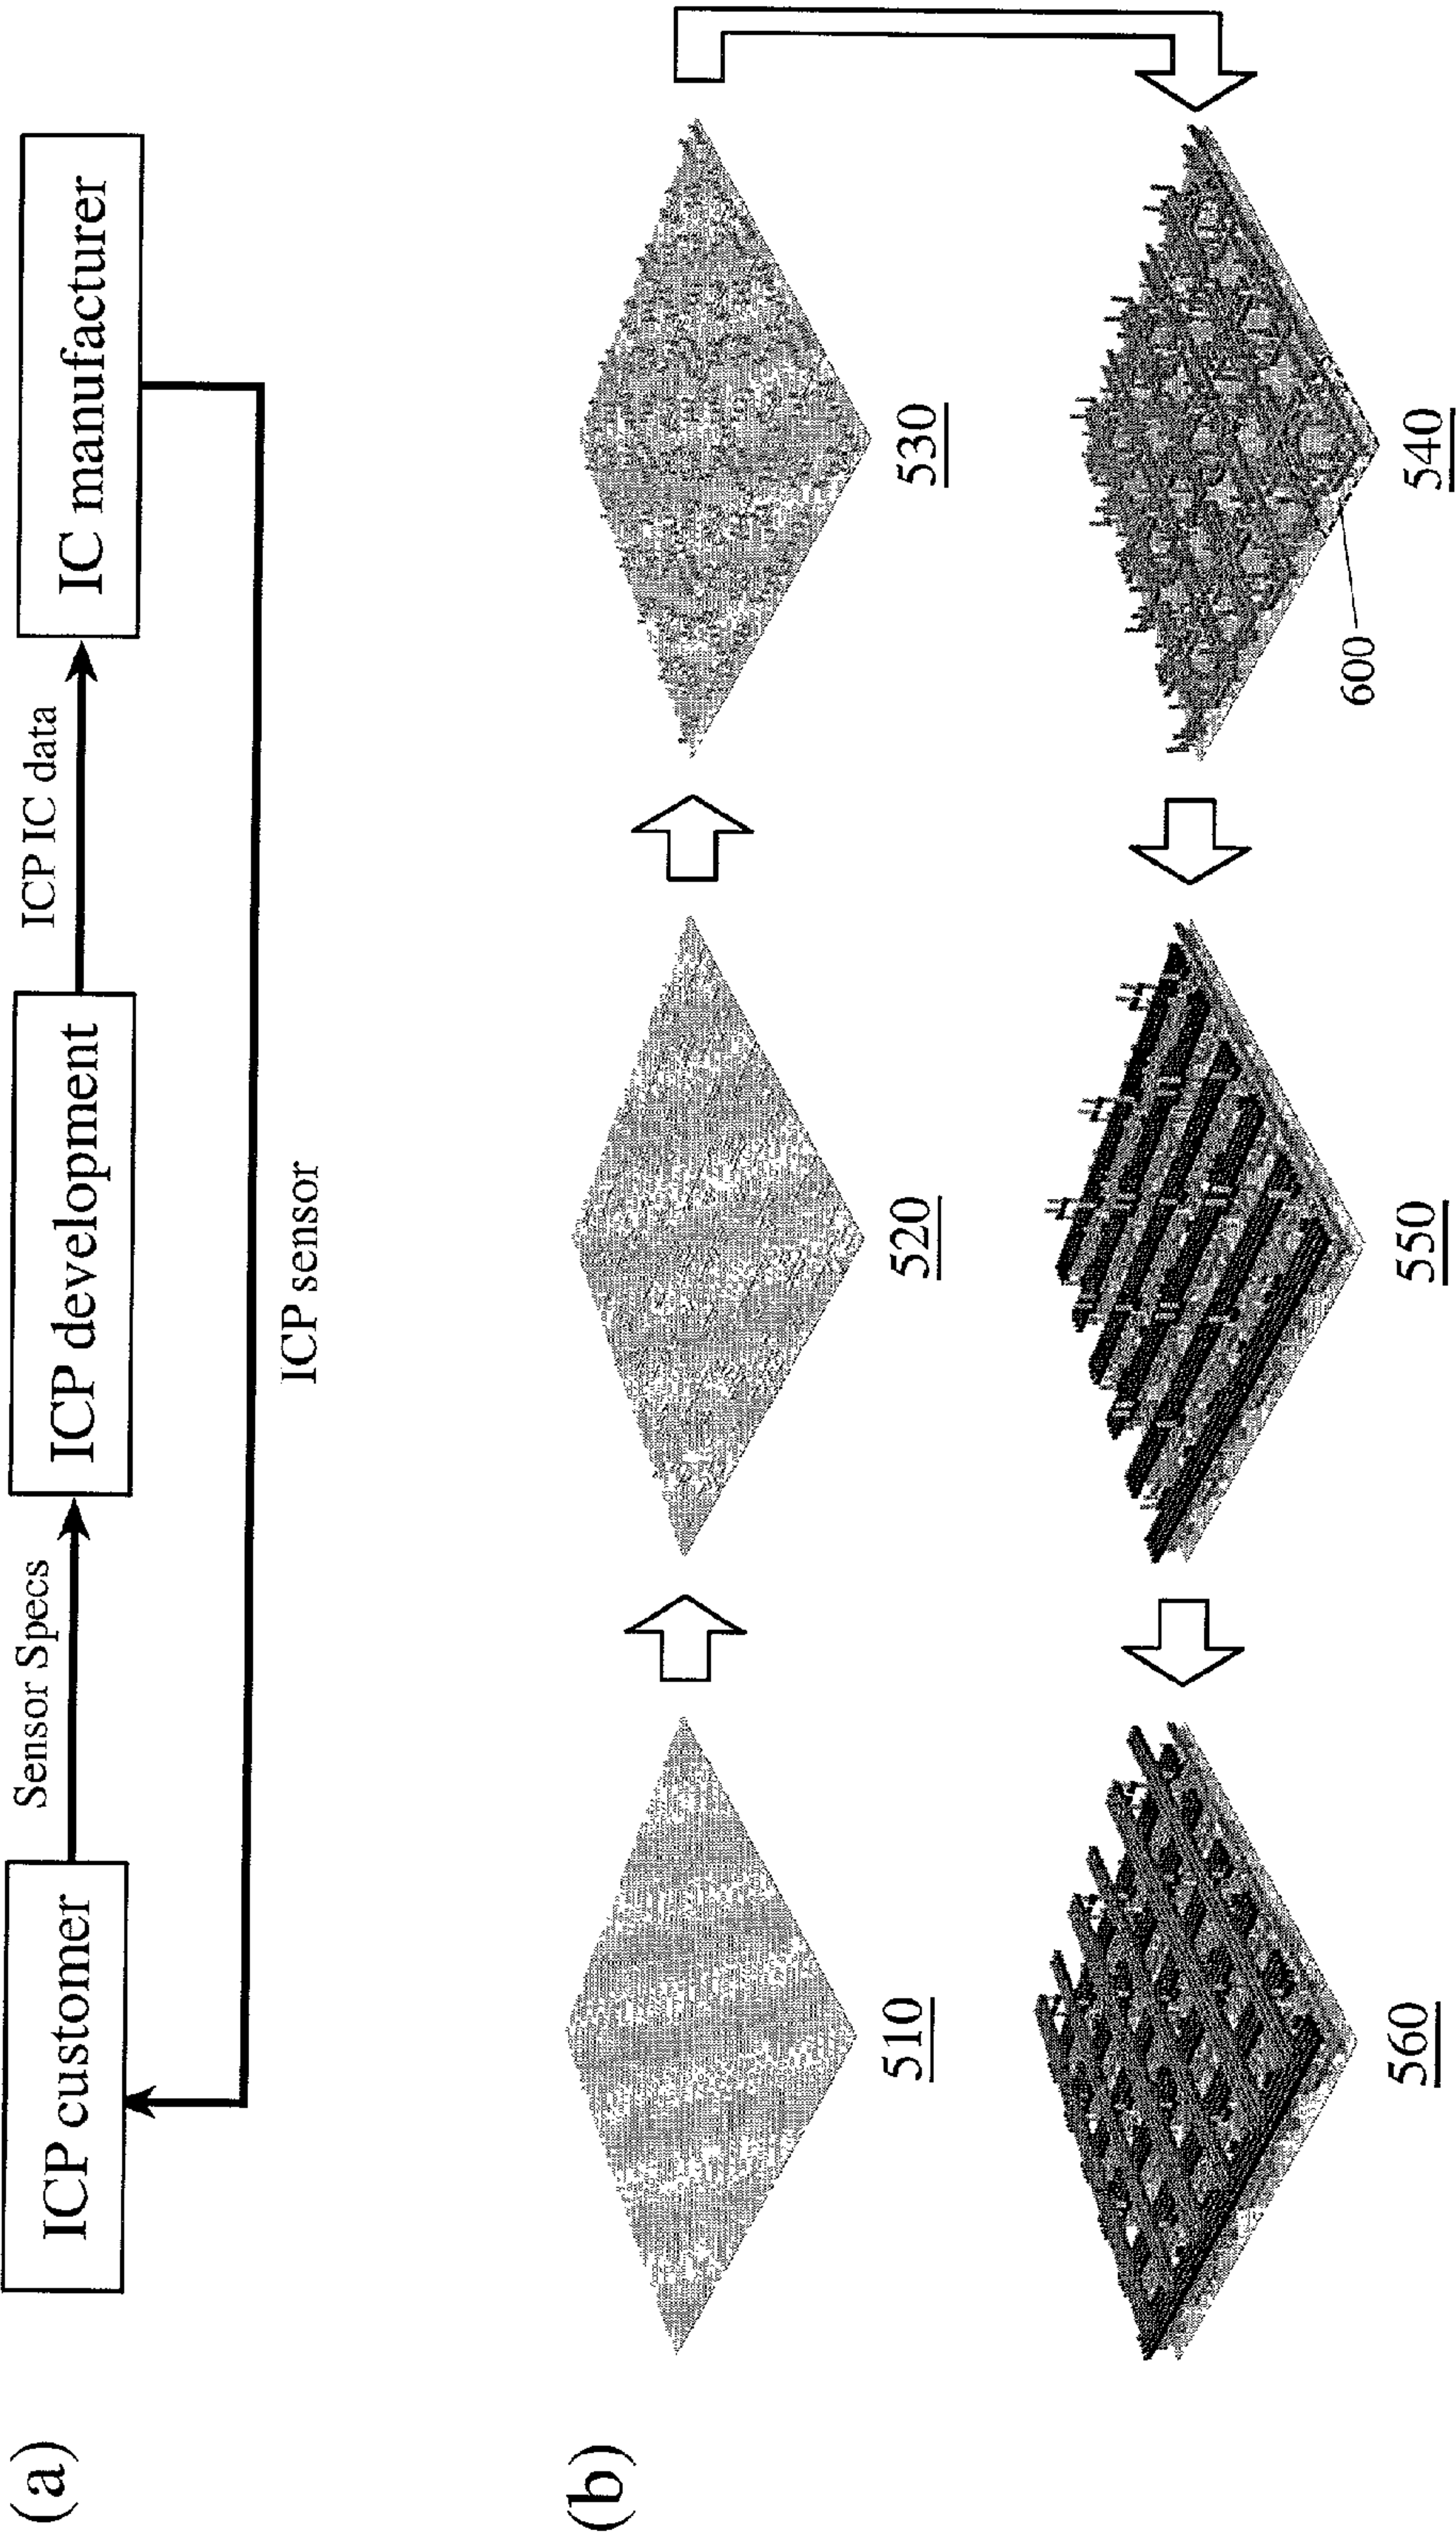 (a)
ICP customer
Sensor Specs
ICP development
ICP IC data
IC manufacturer
ICP sensor
(b)
510
520
530
560
550
540
600